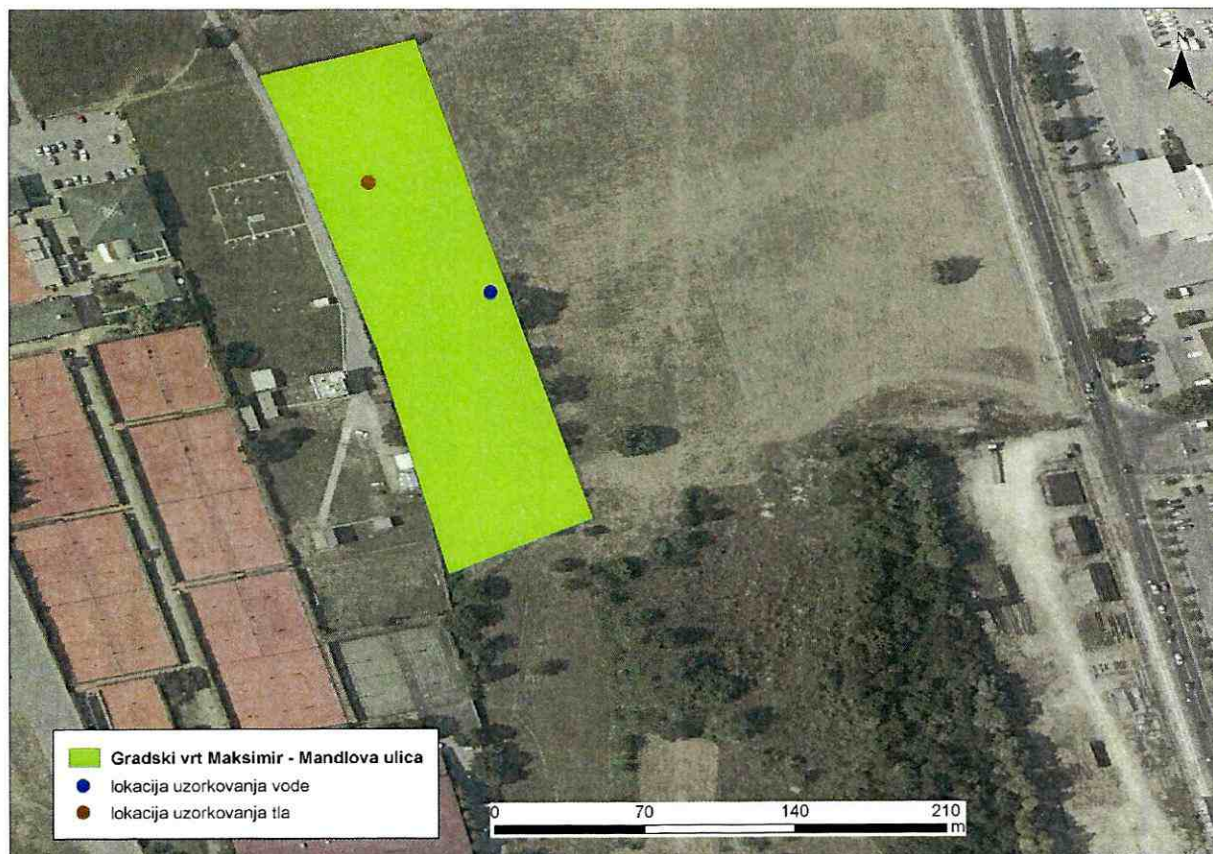 N
Gradski vrt Maksimir - Mandlova ulica
lokacija uzorkovanja vode
lokacija uzorkovanja tla
0 70 140 210
m